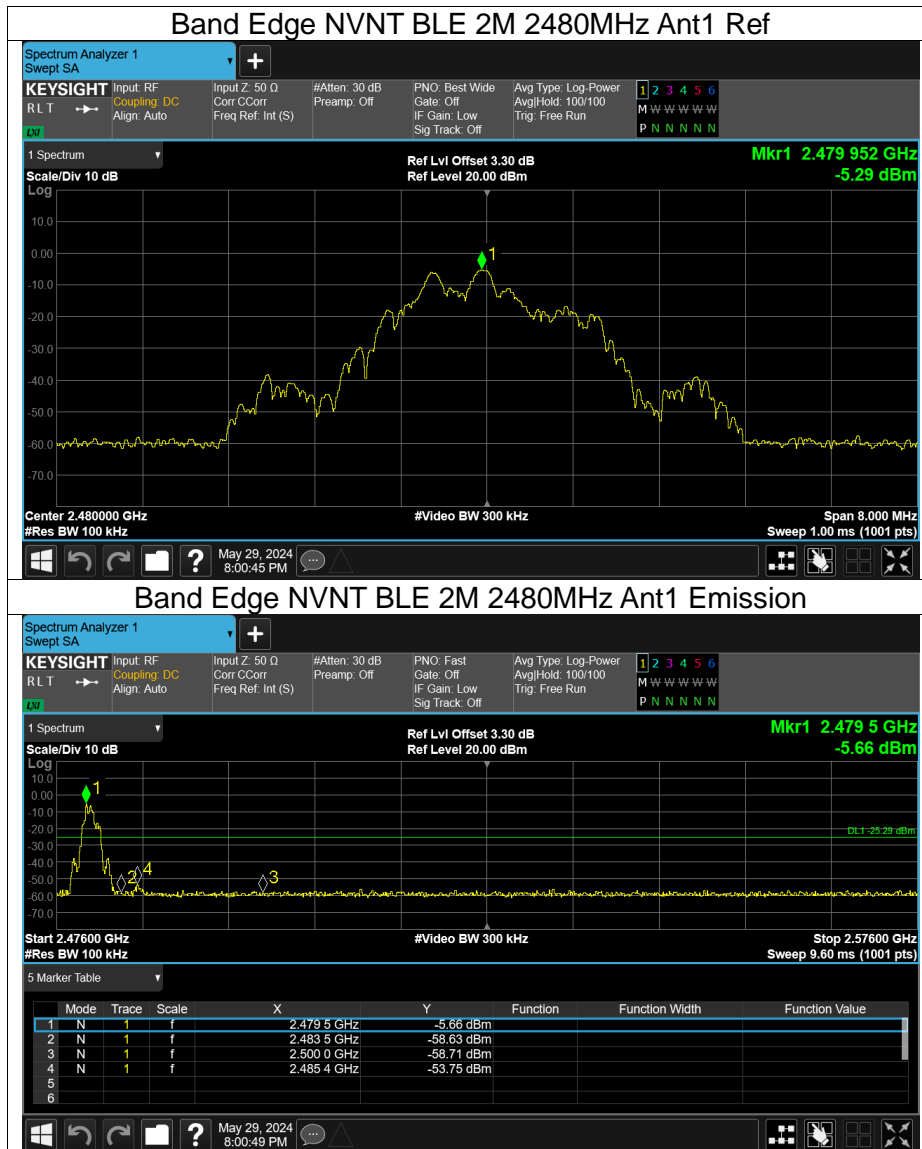 Band Edge NVNT BLE 2M 2480MHz Ant1 Ref
Spectrum Analyzer 1
Swept SA
+
KEYSIGHT
RLT
LXI
Input: RF
Coupling: DC
Align: Auto
Input Z: 50 Ω
Corr CCorr
Freq Ref: Int (S)
#Atten: 30 dB
Preamp: Off
PNO: Best Wide
Gate: Off
IF Gain: Low
Sig Track: Off
Avg Type: Log-Power
Avg|Hold: 100/100
Trig: Free Run
1 2 3 4 5 6
M W W W W W
P N N N N N
1 Spectrum
Scale/Div 10 dB
Ref Lvl Offset 3.30 dB
Ref Level 20.00 dBm
Mkr1 2.479 952 GHz
-5.29 dBm
Log
10.0
0.00
-10.0
-20.0
-30.0
-40.0
-50.0
-60.0
-70.0
1
Center 2.480000 GHz
#Res BW 100 kHz
#Video BW 300 kHz
Span 8.000 MHz
Sweep 1.00 ms (1001 pts)
?
May 29, 2024
8:00:45 PM
Band Edge NVNT BLE 2M 2480MHz Ant1 Emission
Spectrum Analyzer 1
Swept SA
+
KEYSIGHT
RLT
LXI
Input: RF
Coupling: DC
Align: Auto
Input Z: 50 Ω
Corr CCorr
Freq Ref: Int (S)
#Atten: 30 dB
Preamp: Off
PNO: Fast
Gate: Off
IF Gain: Low
Sig Track: Off
Avg Type: Log-Power
Avg|Hold: 100/100
Trig: Free Run
1 2 3 4 5 6
M W W W W W
P N N N N N
1 Spectrum
Scale/Div 10 dB
Ref Lvl Offset 3.30 dB
Ref Level 20.00 dBm
Mkr1 2.479 5 GHz
-5.66 dBm
Log
10.0
0.00
-10.0
-20.0
-30.0
-40.0
-50.0
-60.0
-70.0
1
2
4
3
DL1 -25.29 dBm
Start 2.47600 GHz
#Res BW 100 kHz
#Video BW 300 kHz
Stop 2.57600 GHz
Sweep 9.60 ms (1001 pts)
5 Marker Table
Mode Trace Scale X Y Function Function Width Function Value
1 N 1 f 2.479 5 GHz -5.66 dBm
2 N 1 f 2.483 5 GHz -58.63 dBm
3 N 1 f 2.500 0 GHz -58.71 dBm
4 N 1 f 2.485 4 GHz -53.75 dBm
5
6
?
May 29, 2024
8:00:49 PM